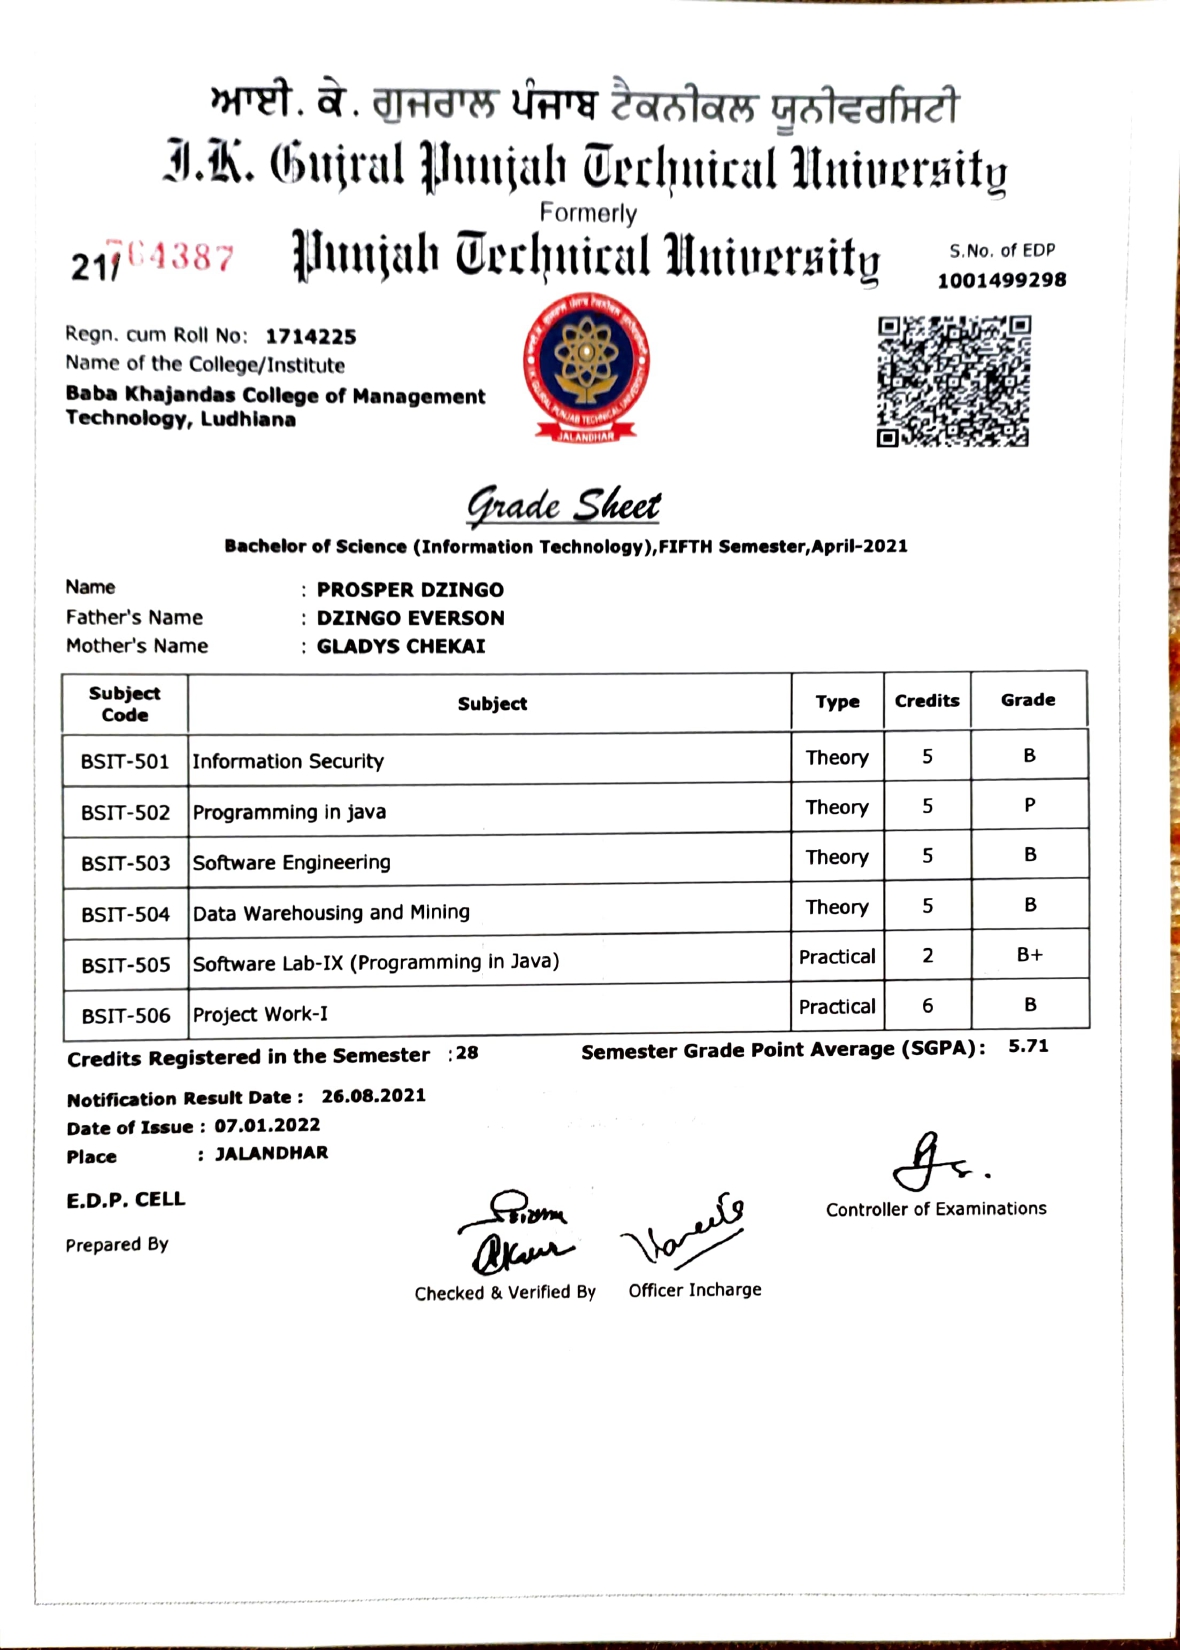 ਆਈ. ਕੇ. ਗੁਜਰਾਲ ਪੰਜਾਬ ਟੈਕਨੀਕਲ ਯੂਨੀਵਰਸਿਟੀ
I.K. Gujral Punjab Technical University
Formerly
Punjab Technical University
21/764387
S.No. of EDP
1001499298
Regn. cum Roll No: 1714225
Name of the College/Institute
Baba Khajandas College of Management
Technology, Ludhiana
I.K. GUJRAL PUNJAB TECHNICAL UNIVERSITY
JALANDHAR
Grade Sheet
Bachelor of Science (Information Technology),FIFTH Semester,April-2021
Name : PROSPER DZINGO
Father's Name : DZINGO EVERSON
Mother's Name : GLADYS CHEKAI
Subject Code Subject Type Credits Grade
BSIT-501 Information Security Theory 5 B
BSIT-502 Programming in java Theory 5 P
BSIT-503 Software Engineering Theory 5 B
BSIT-504 Data Warehousing and Mining Theory 5 B
BSIT-505 Software Lab-IX (Programming in Java) Practical 2 B+
BSIT-506 Project Work-I Practical 6 B
Credits Registered in the Semester :28 Semester Grade Point Average (SGPA): 5.71
Notification Result Date : 26.08.2021
Date of Issue : 07.01.2022
Place : JALANDHAR
E.D.P. CELL
Controller of Examinations
Prepared By
Checked & Verified By Officer Incharge